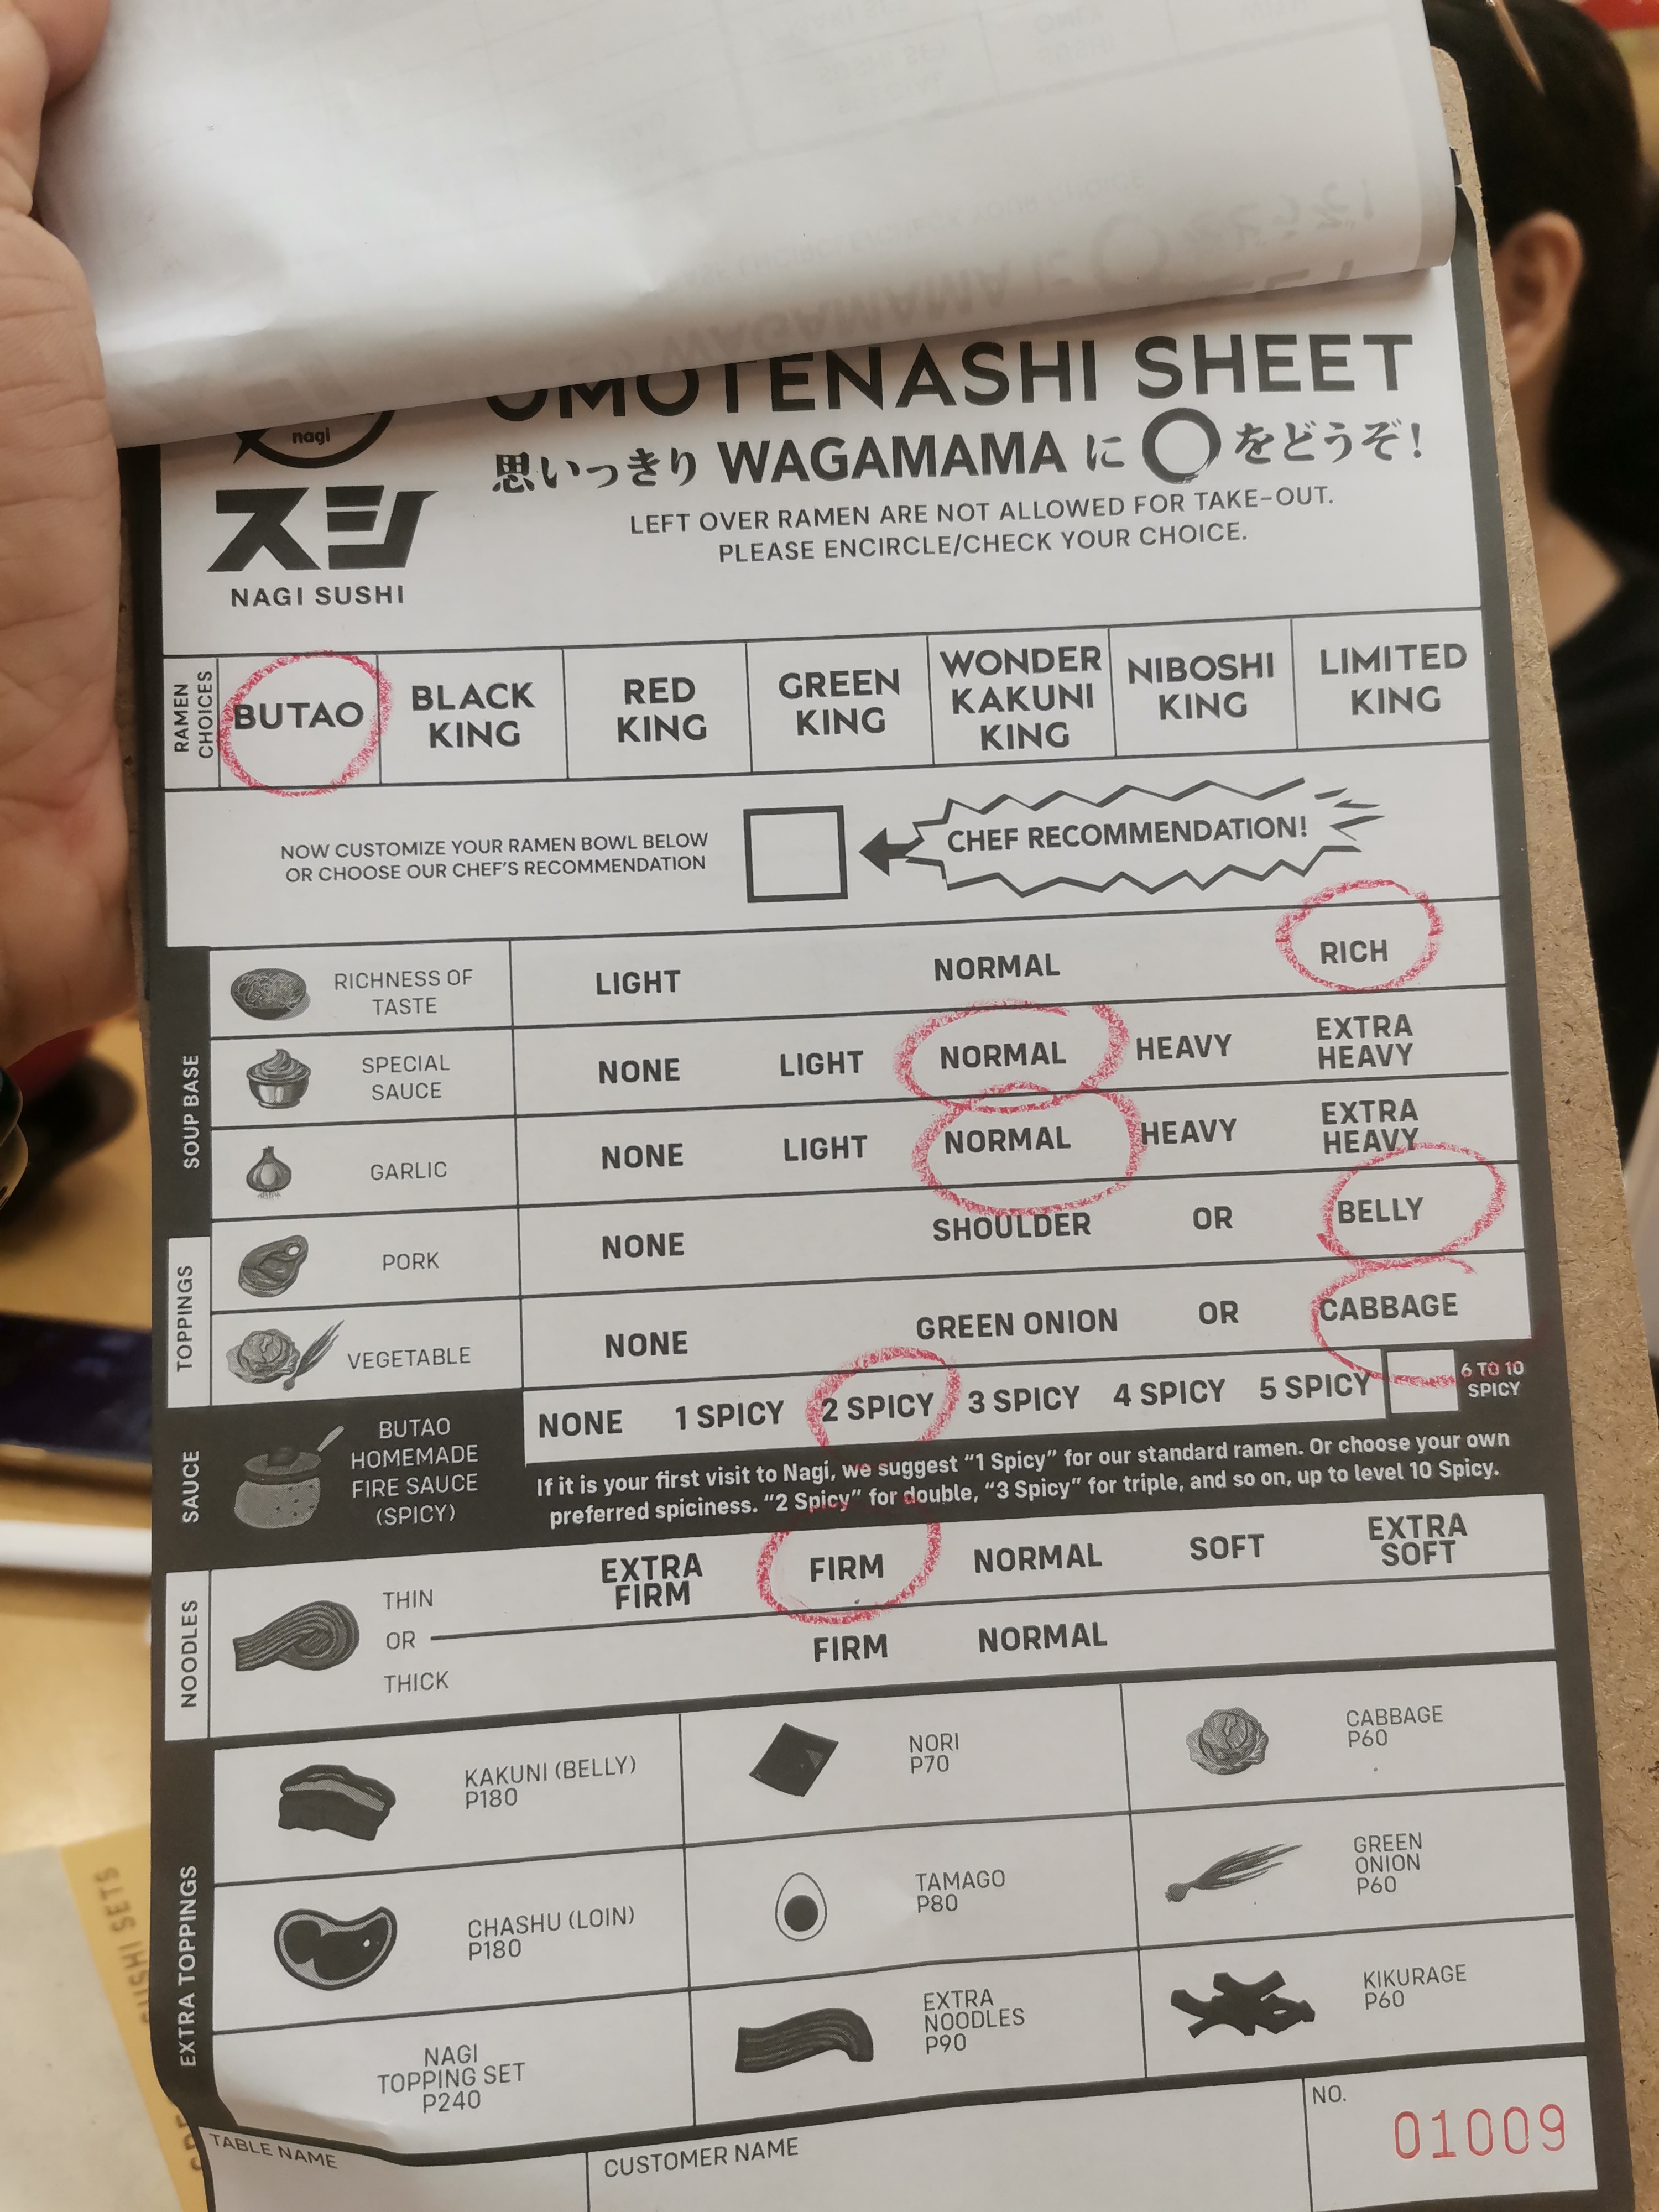 OMOTENASHI SHEET
思いっきり WAGAMAMA に ○ をどうぞ！
LEFT OVER RAMEN ARE NOT ALLOWED FOR TAKE-OUT.
PLEASE ENCIRCLE/CHECK YOUR CHOICE.
nagi
スシ
NAGI SUSHI
RAMEN
CHOICES
BUTAO
BLACK
KING
RED
KING
GREEN
KING
WONDER
KAKUNI
KING
NIBOSHI
KING
LIMITED
KING
NOW CUSTOMIZE YOUR RAMEN BOWL BELOW
OR CHOOSE OUR CHEF'S RECOMMENDATION
CHEF RECOMMENDATION!
SOUP BASE
RICHNESS OF
TASTE
LIGHT NORMAL RICH
SPECIAL
SAUCE
NONE LIGHT NORMAL HEAVY EXTRA
HEAVY
GARLIC
NONE LIGHT NORMAL HEAVY EXTRA
HEAVY
TOPPINGS
PORK
NONE SHOULDER OR BELLY
VEGETABLE
NONE GREEN ONION OR CABBAGE
SAUCE
BUTAO
HOMEMADE
FIRE SAUCE
(SPICY)
NONE 1 SPICY 2 SPICY 3 SPICY 4 SPICY 5 SPICY
6 TO 10
SPICY
If it is your first visit to Nagi, we suggest "1 Spicy" for our standard ramen. Or choose your own
preferred spiciness. "2 Spicy" for double, "3 Spicy" for triple, and so on, up to level 10 Spicy.
NOODLES
THIN
OR
THICK
EXTRA
FIRM
FIRM NORMAL SOFT
EXTRA
SOFT
FIRM NORMAL
EXTRA TOPPINGS
KAKUNI (BELLY)
P180
NORI
P70
CABBAGE
P60
CHASHU (LOIN)
P180
TAMAGO
P80
GREEN
ONION
P60
NAGI
TOPPING SET
P240
EXTRA
NOODLES
P90
KIKURAGE
P60
TABLE NAME
CUSTOMER NAME
NO.
01009
SUSHI SETS